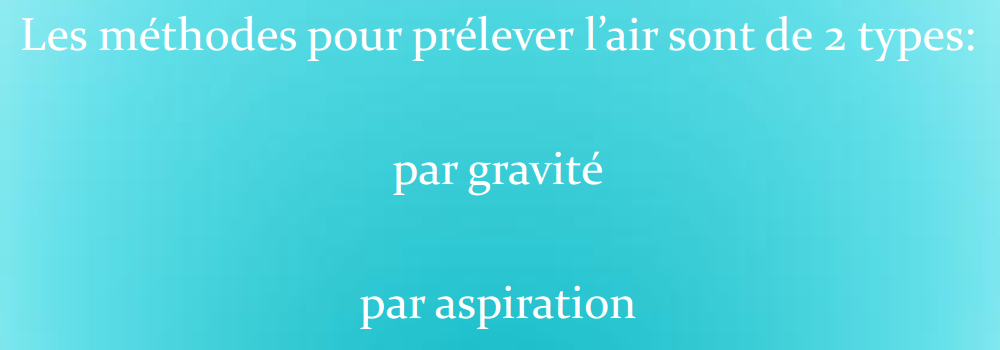 Les méthodes pour prélever l’air sont de 2 types:
par gravité
par aspiration